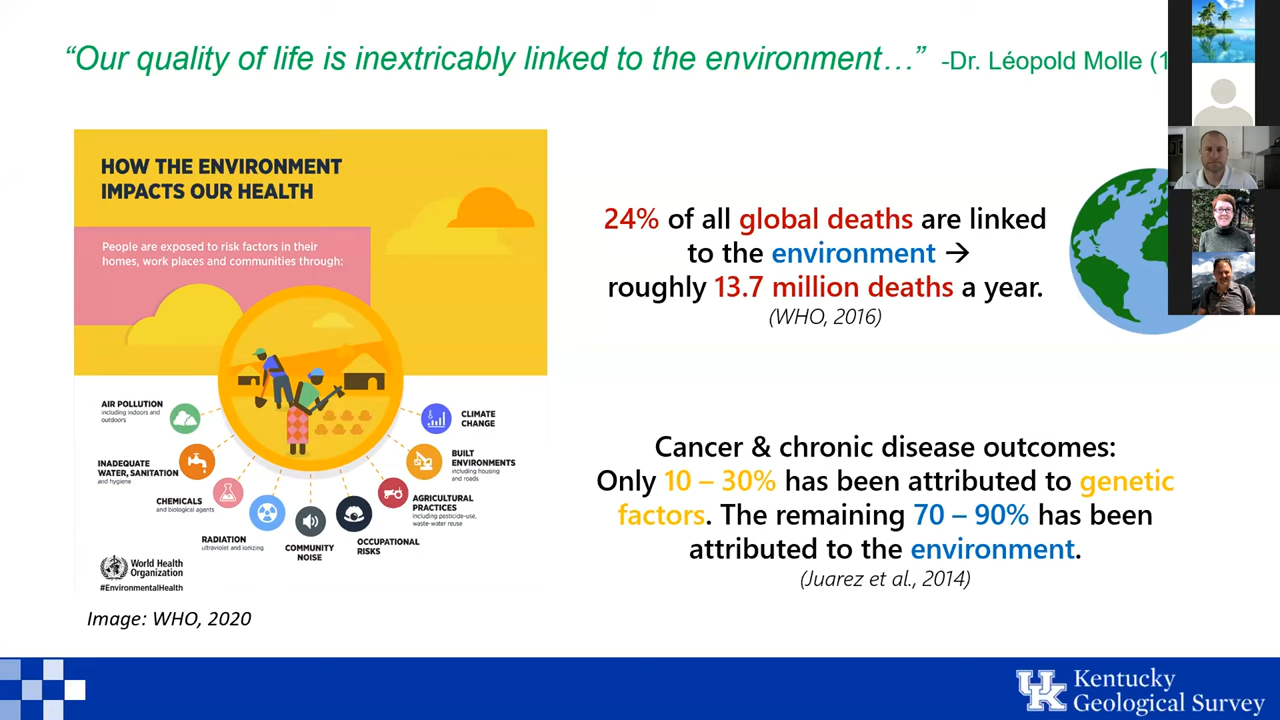 “Our quality of life is inextricably linked to the environment…” -Dr. Léopold Molle (1
HOW THE ENVIRONMENT
IMPACTS OUR HEALTH
People are exposed to risk factors in their
homes, work places and communities through:
AIR POLLUTION
including indoors and
outdoors
INADEQUATE
WATER, SANITATION
and hygiene
CHEMICALS
and biological agents
RADIATION
ultraviolet and ionizing
COMMUNITY
NOISE
OCCUPATIONAL
RISKS
AGRICULTURAL
PRACTICES
including pesticide-use,
waste-water reuse
BUILT
ENVIRONMENTS
including housing
and roads
CLIMATE
CHANGE
World Health
Organization
#EnvironmentalHealth
Image: WHO, 2020
24% of all global deaths are linked
to the environment →
roughly 13.7 million deaths a year.
(WHO, 2016)
Cancer & chronic disease outcomes:
Only 10 – 30% has been attributed to genetic
factors. The remaining 70 – 90% has been
attributed to the environment.
(Juarez et al., 2014)
UK Kentucky
Geological Survey